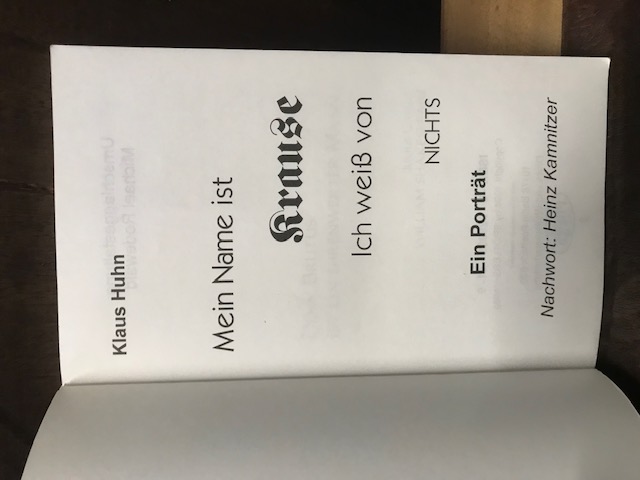 Klaus Huhn
Mein Name ist
Krause
Ich weiß von
NICHTS
Ein Porträt
Nachwort: Heinz Kamnitzer